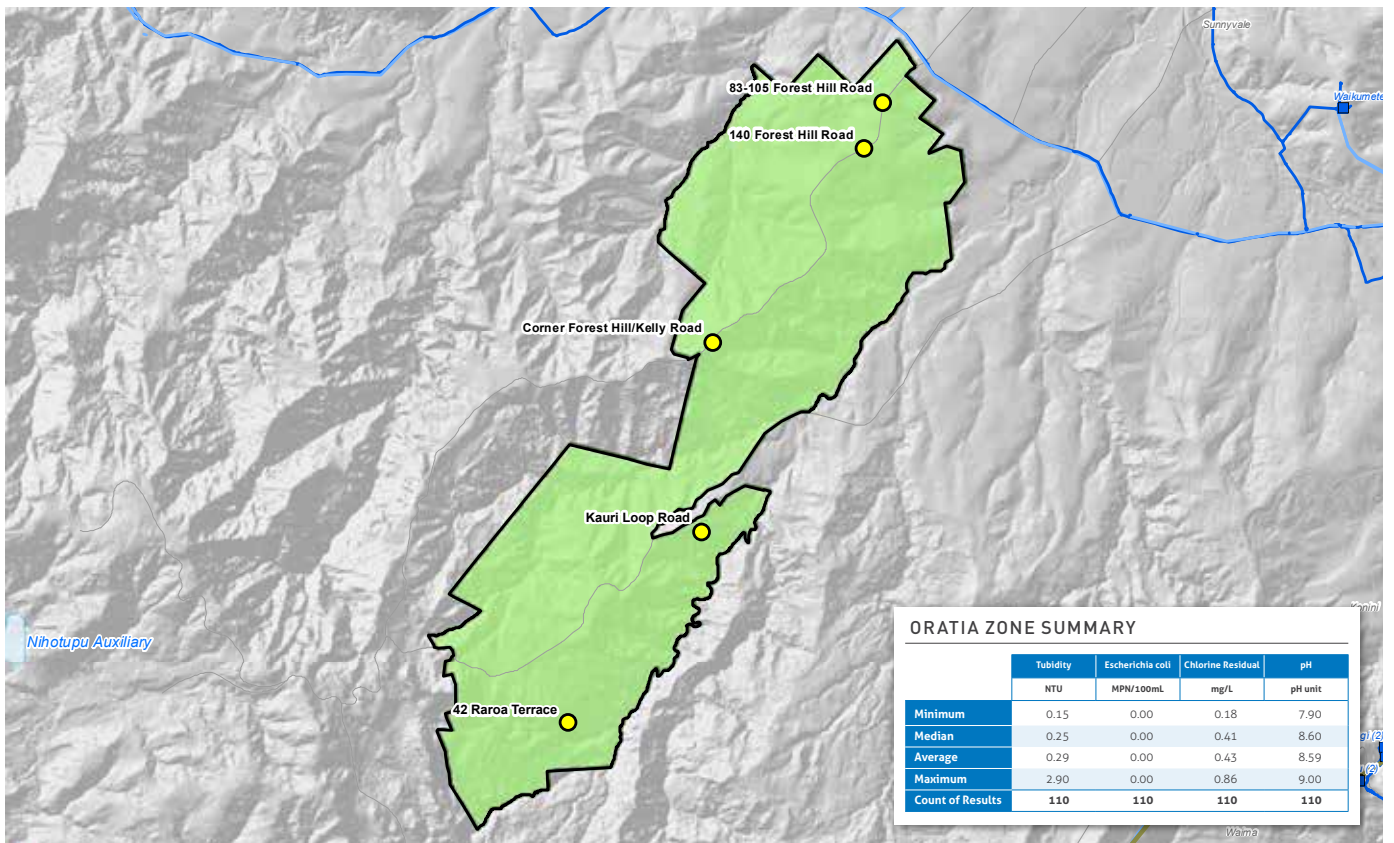 Sunnyvale
83-105 Forest Hill Road
Waikumete
140 Forest Hill Road
Corner Forest Hill/Kelly Road
Kauri Loop Road
Konini
Nihotupu Auxiliary
42 Raroa Terrace
ORATIA ZONE SUMMARY
Tubidity Escherichia coli Chlorine Residual pH
NTU MPN/100mL mg/L pH unit
Minimum 0.15 0.00 0.18 7.90
Median 0.25 0.00 0.41 8.60
Average 0.29 0.00 0.43 8.59
Maximum 2.90 0.00 0.86 9.00
Count of Results 110 110 110 110
(2)
(2)
Waima